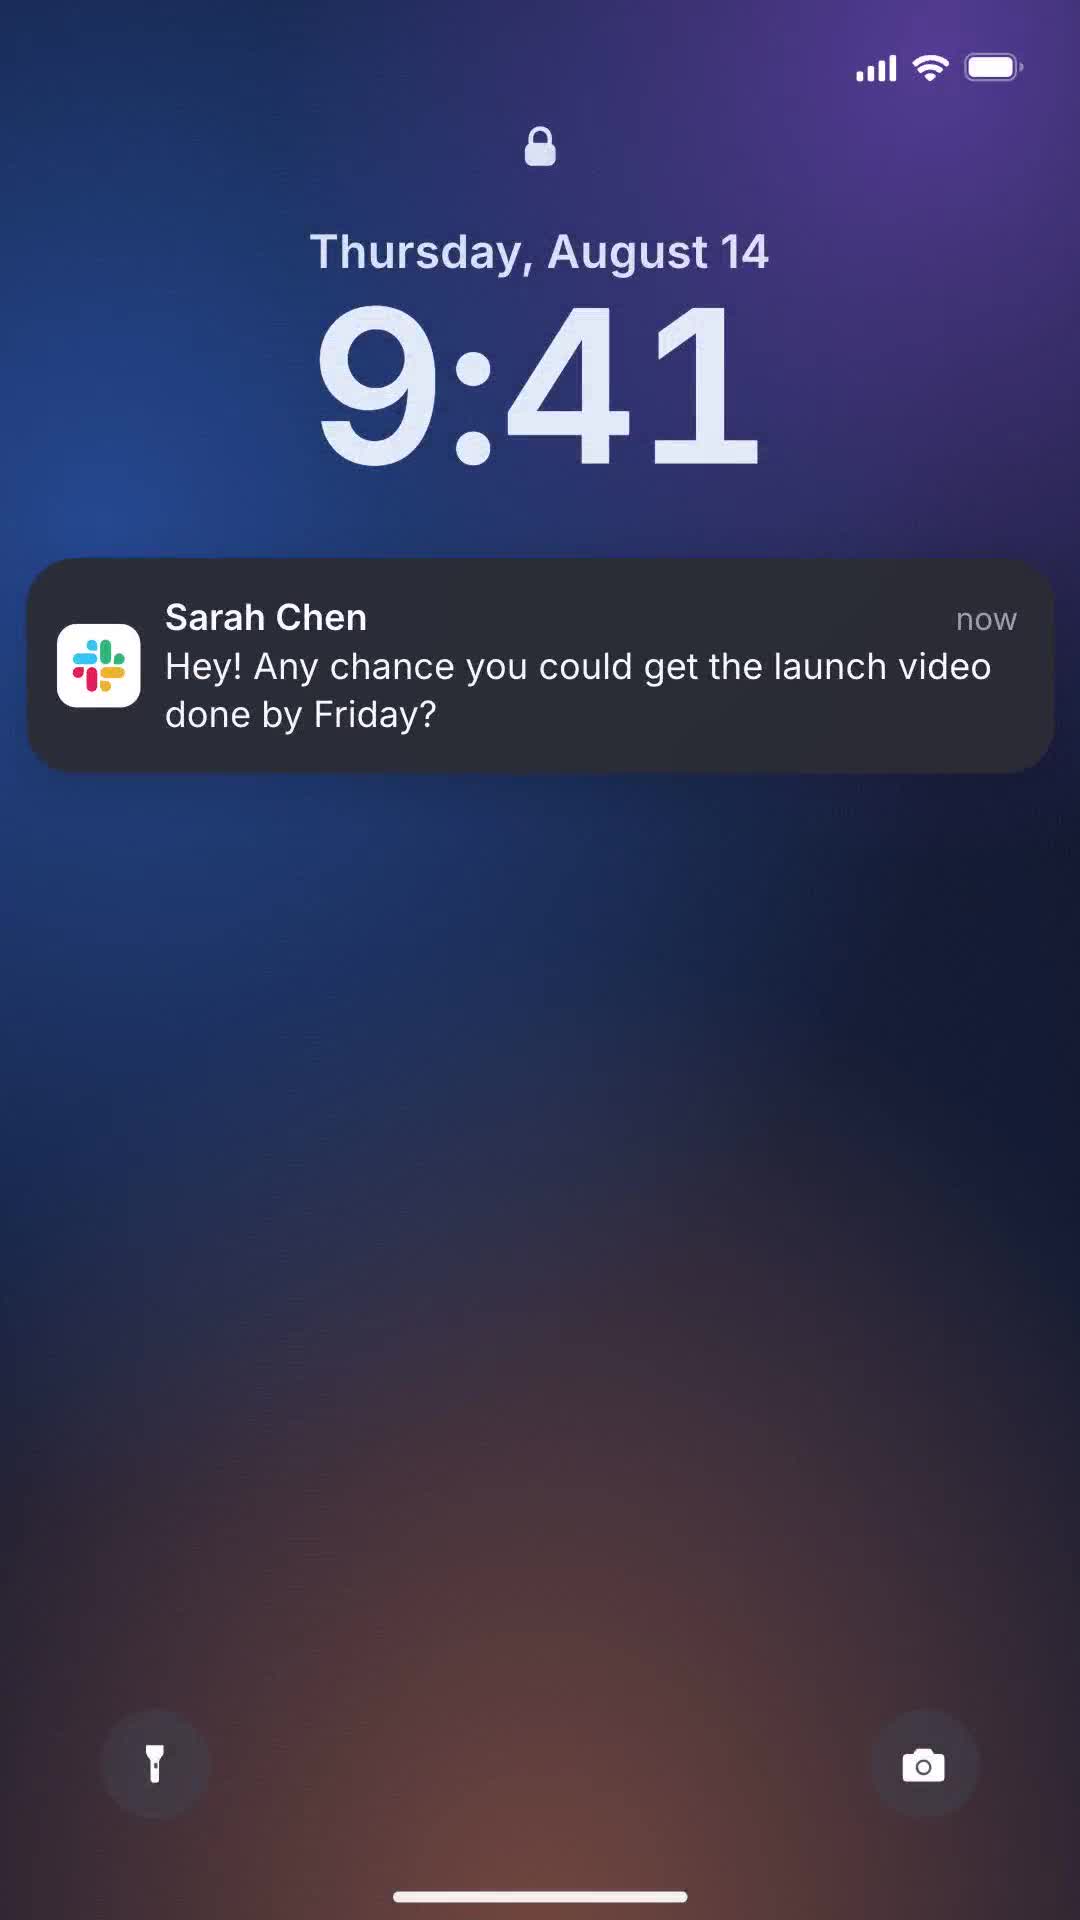 Thursday, August 14
9:41
Sarah Chen
now
Hey! Any chance you could get the launch video
done by Friday?